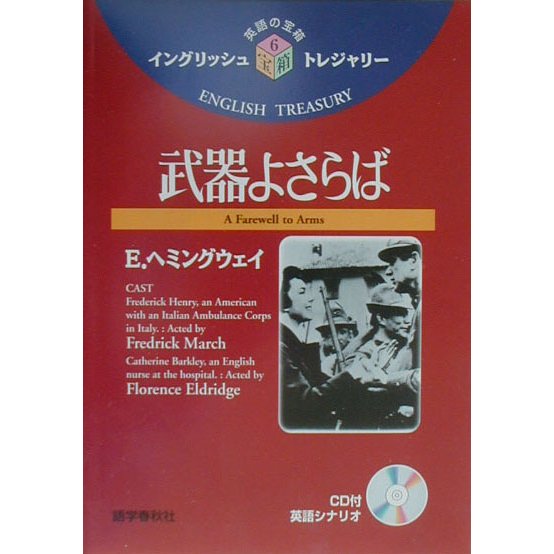 英語の宝箱
イングリッシュ 6 宝箱 トレジャリー
ENGLISH TREASURY
武器よさらば
A Farewell to Arms
E.ヘミングウェイ
CAST
Frederick Henry, an American
with an Italian Ambulance Corps
in Italy. : Acted by
Fredrick March
Catherine Barkley, an English
nurse at the hospital. : Acted by
Florence Eldridge
CD付
英語シナリオ
語学春秋社